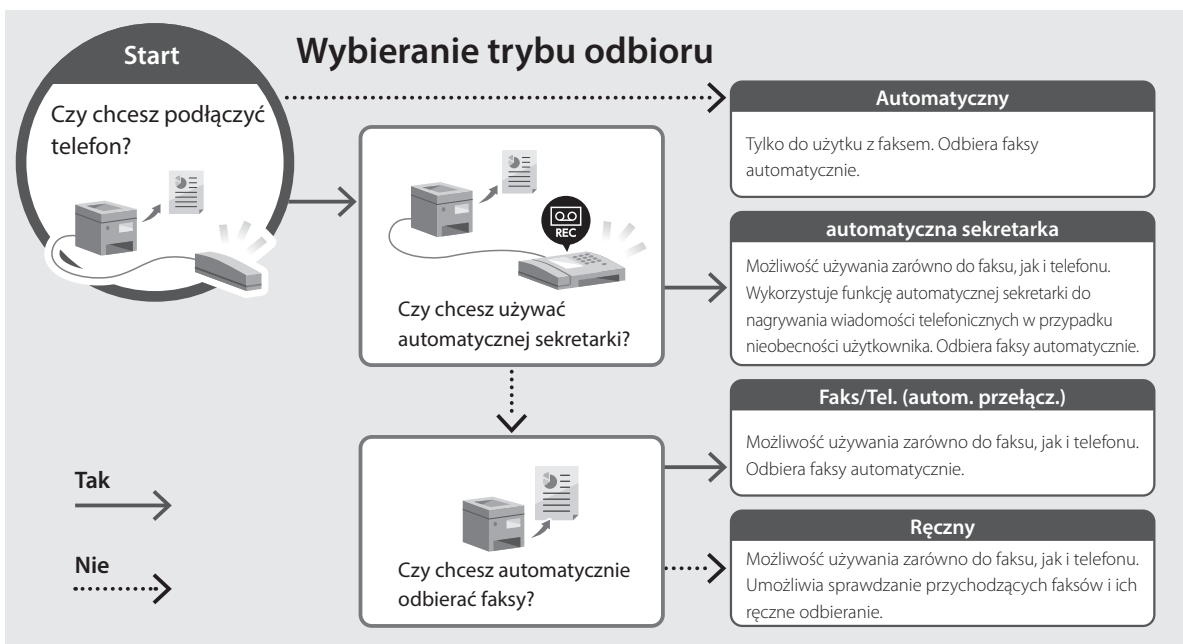 Wybieranie trybu odbioru
Start
Czy chcesz podłączyć
telefon?
Automatyczny
Tylko do użytku z faksem. Odbiera faksy
automatycznie.
REC
Czy chcesz używać
automatycznej sekretarki?
automatyczna sekretarka
Możliwość używania zarówno do faksu, jak i telefonu.
Wykorzystuje funkcję automatycznej sekretarki do
nagrywania wiadomości telefonicznych w przypadku
nieobecności użytkownika. Odbiera faksy automatycznie.
Czy chcesz automatycznie
odbierać faksy?
Faks/Tel. (autom. przełącz.)
Możliwość używania zarówno do faksu, jak i telefonu.
Odbiera faksy automatycznie.
Ręczny
Możliwość używania zarówno do faksu, jak i telefonu.
Umożliwia sprawdzanie przychodzących faksów i ich
ręczne odbieranie.
Tak
Nie